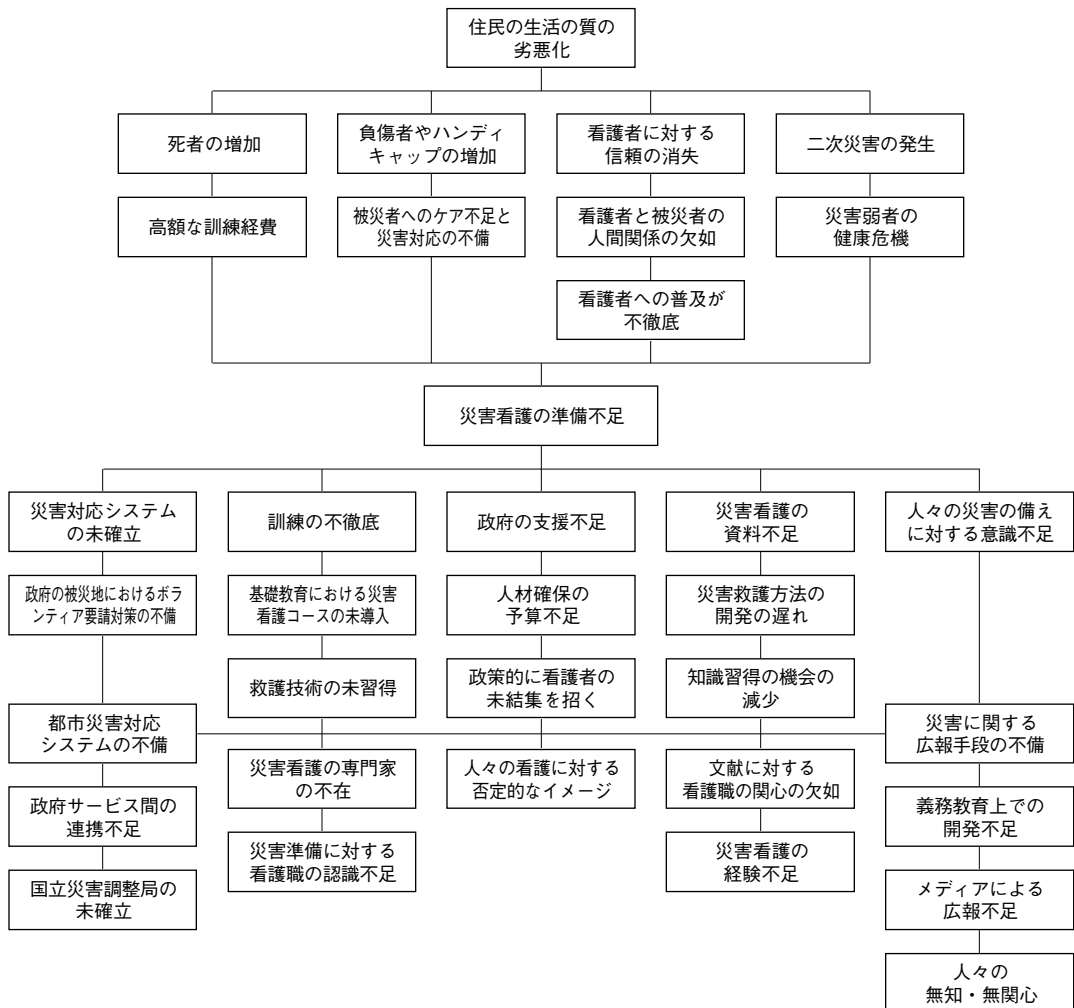 住民の生活の質の
劣悪化
死者の増加
負傷者やハンディ
キャップの増加
看護者に対する
信頼の消失
二次災害の発生
高額な訓練経費
被災者へのケア不足と
災害対応の不備
看護者と被災者の
人間関係の欠如
災害弱者の
健康危機
看護者への普及が
不徹底
災害看護の準備不足
災害対応システム
の未確立
訓練の不徹底
政府の支援不足
災害看護の
資料不足
人々の災害の備え
に対する意識不足
政府の被災地におけるボラ
ンティア要請対策の不備
基礎教育における災害
看護コースの未導入
人材確保の
予算不足
災害救護方法の
開発の遅れ
救護技術の未習得
政策的に看護者の
未結集を招く
知識習得の機会の
減少
都市災害対応
システムの不備
災害に関する
広報手段の不備
災害看護の専門家
の不在
人々の看護に対する
否定的なイメージ
文献に対する
看護職の関心の欠如
政府サービス間の
連携不足
義務教育上での
開発不足
災害準備に対する
看護職の認識不足
災害看護の
経験不足
国立災害調整局の
未確立
メディアによる
広報不足
人々の
無知・無関心